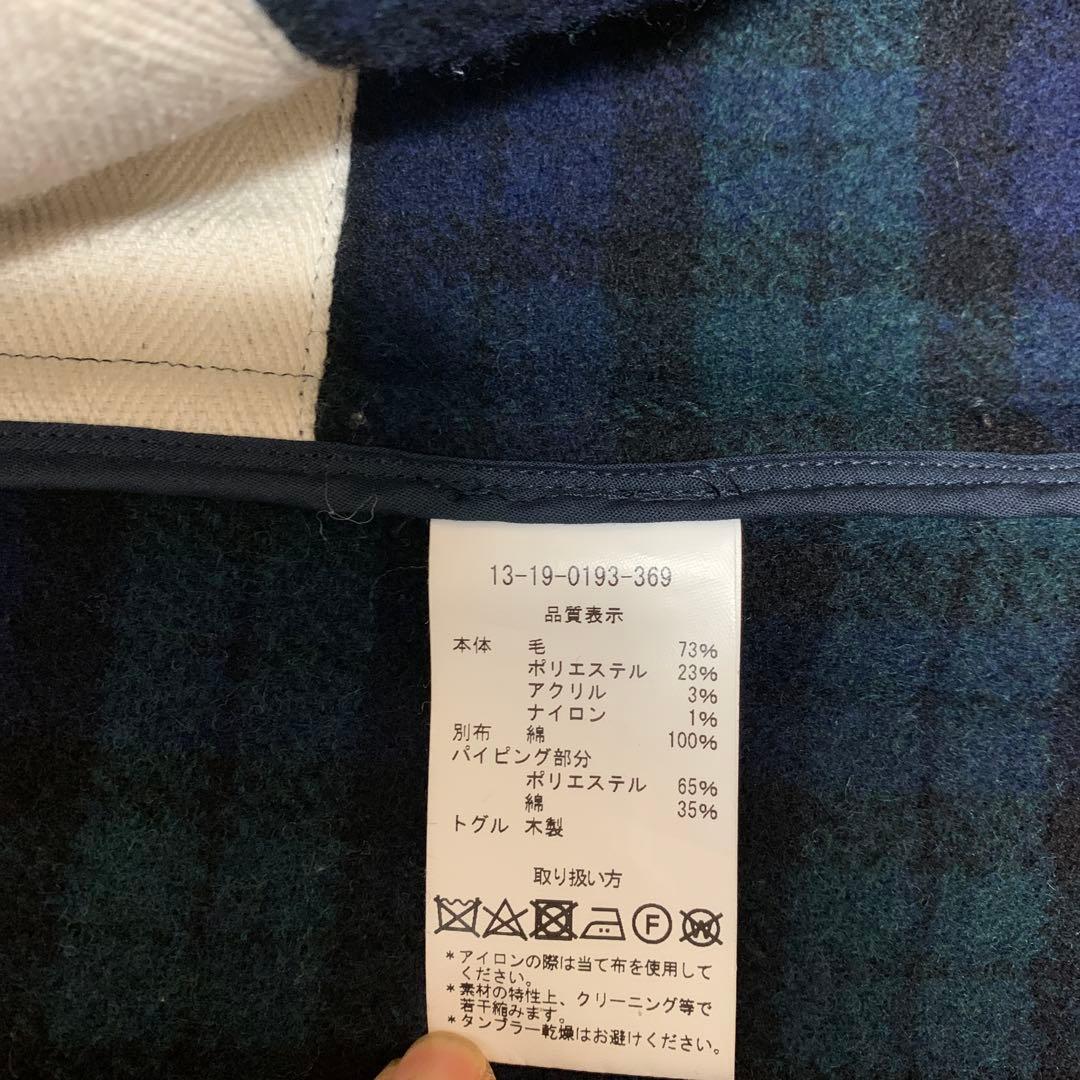 13-19-0193-369
品質表示
本体 毛 73%
ポリエステル 23%
アクリル 3%
ナイロン 1%
別布 綿 100%
パイピング部分
ポリエステル 65%
綿 35%
トグル 木製
取り扱い方
F W
*アイロンの際は当て布を使用して
ください。
*素材の特性上、クリーニング等で
若干縮みます。
*タンブラー乾燥はお避けください。